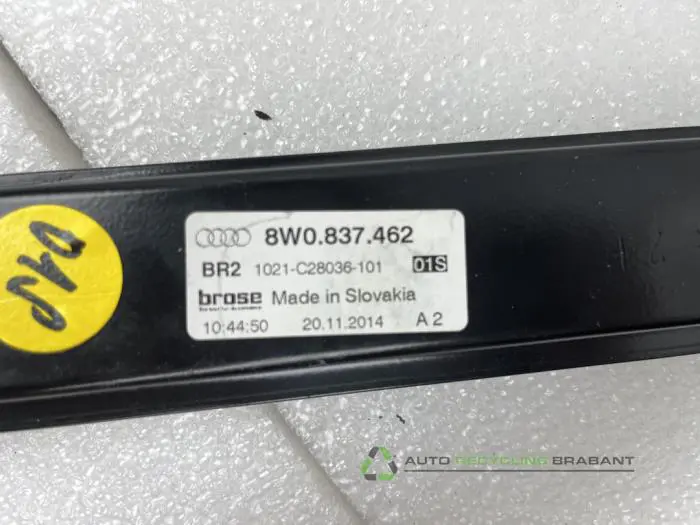 8W0.837.462
BR2 1021-C28036-101 01S
brose Made in Slovakia
10:44:50 20.11.2014 A 2
AUTO RECYCLING BRABANT